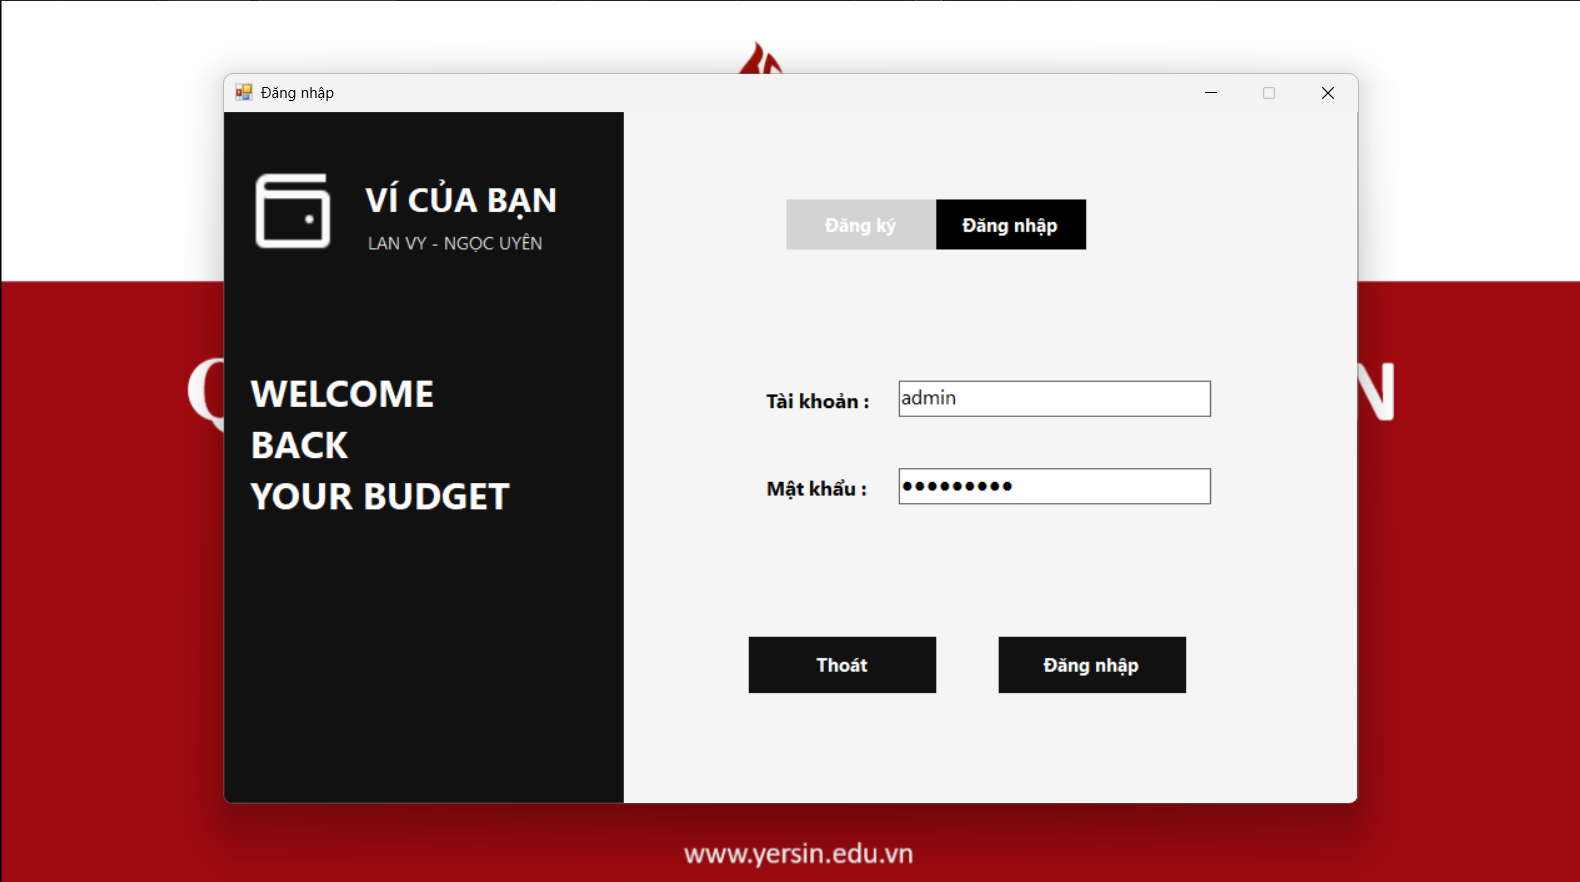 Đăng nhập
VÍ CỦA BẠN
LAN VY - NGỌC UYÊN
WELCOME
BACK
YOUR BUDGET
Đăng ký
Đăng nhập
Tài khoản :
admin
Mật khẩu :
Thoát
Đăng nhập
www.yersin.edu.vn